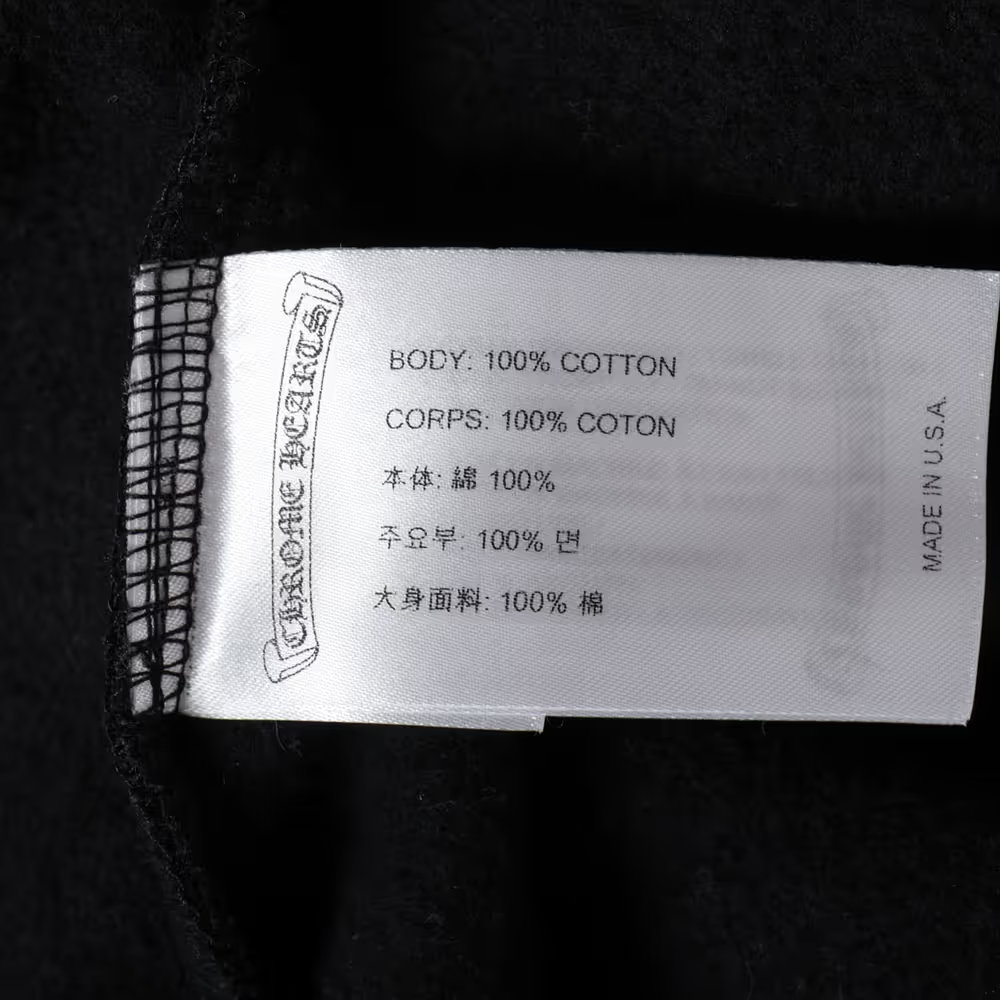 CHROME HEARTS
BODY: 100% COTTON
CORPS: 100% COTON
本体: 綿 100%
주요부: 100% 면
大身面料: 100% 棉
MADE IN U.S.A.